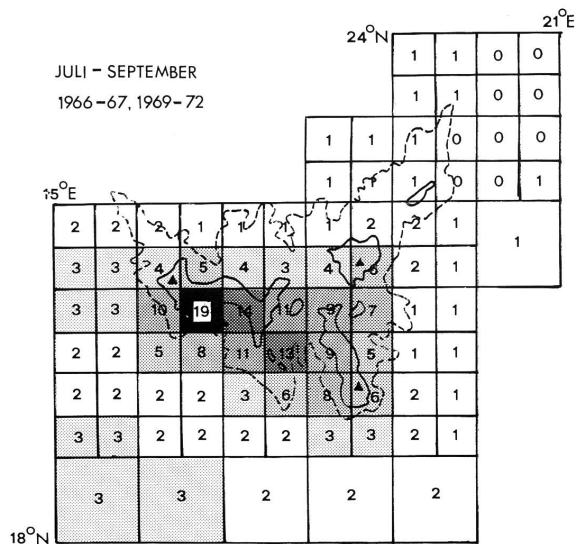 21°E
24°N
JULI – SEPTEMBER
1966–67, 1969–72
1 1 0 0
1 1 0 0
1 1 1 0 0 0
1 1 1 0 0 1
15°E
2 2 2 1 1 1 1 2 2 1
1
3 3 4 5 4 3 4 6 2 1
3 3 10 19 14 11 9 7 1 1
2 2 5 8 11 13 9 5 1 1
2 2 2 2 3 6 8 6 2 1
3 3 2 2 2 2 3 3 2 1
3 3 2 2 2
18°N